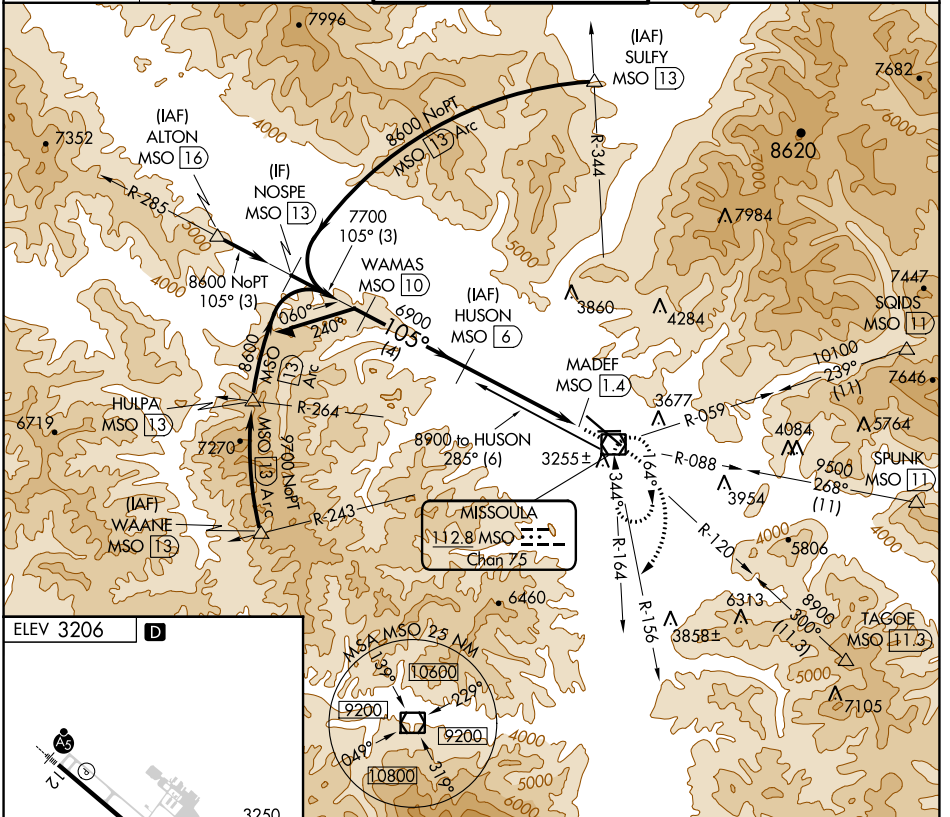 7996
(IAF)
SULFY
MSO 13
7682
6000
(IAF)
ALTON
MSO 16
4000
7352
8600 NoPT
MSO 13 Arc
R-344
8620
7000
(IF)
NOSPE
MSO 13
R-285
5000
7700
105° (3)
7984
5000
8600 NoPT
105° (3)
4000
WAMAS
MSO 10
7447
060°
240°
6900
105°
(4)
(IAF)
HUSON
MSO 6
3860
4284
SQIDS
MSO 11
8600
MSO 13 Arc
10100
239°
(11)
MADEF
MSO 1.4
7646
HULPA
MSO 13
R-264
3677
R-059
6719
7270
MSO 13 Arc
9700 NoPT
8900 to HUSON
285° (6)
3255±
164°
4084
5764
R-088
9500
268°
(11)
SPUNK
MSO 11
3954
(IAF)
WAANE
MSO 13
R-243
344°
R-164
MISSOULA
112.8 MSO
Chan 75
R-120
4000
5806
4000
6460
R-156
6313
8900
300°
(11.3)
TAGOE
MSO 11.3
3858±
5000
7105
ELEV 3206 D
MSA MSO 25 NM
139°
10600
229°
9200
9200
049°
319°
10800
4000
5000
6000
A5
P
12
3250